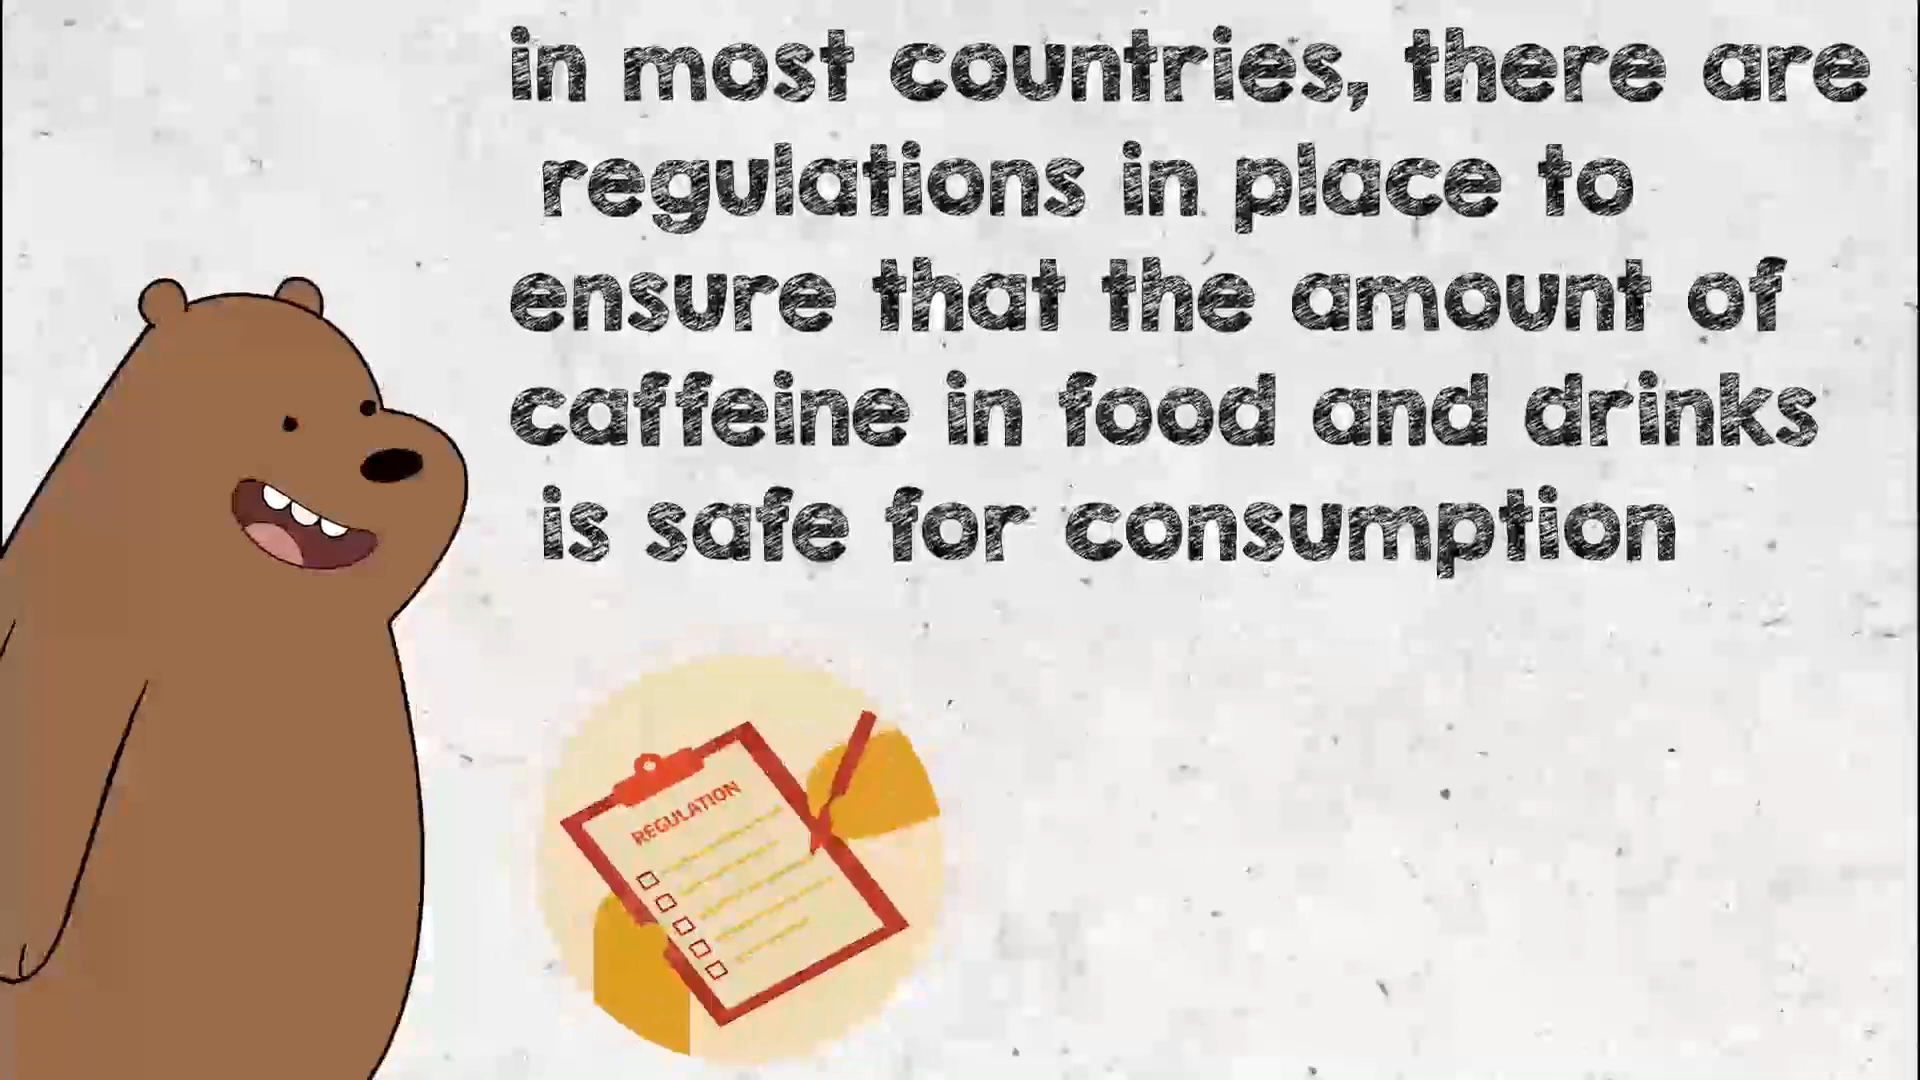 in most countries, there are
regulations in place to
ensure that the amount of
caffeine in food and drinks
is safe for consumption
REGULATION